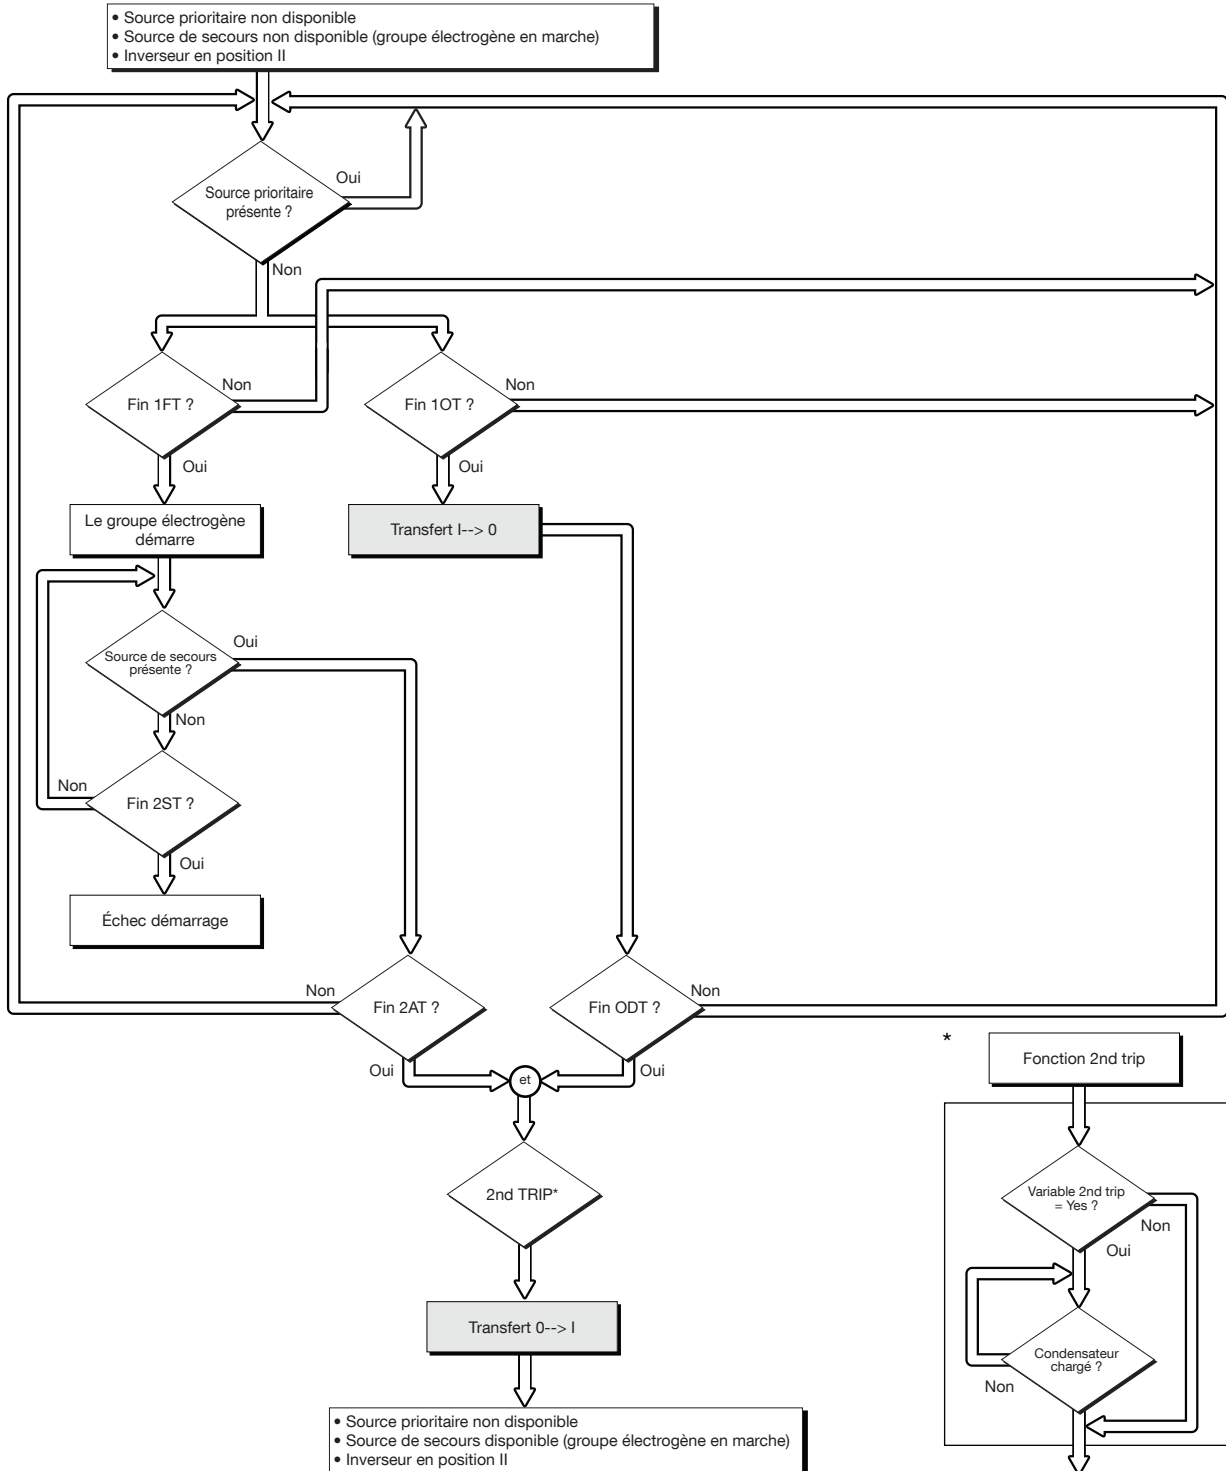 • Source prioritaire non disponible
• Source de secours non disponible (groupe électrogène en marche)
• Inverseur en position II
Oui
Source prioritaire
présente ?
Non
Non
Non
Fin 1FT ?
Fin 1OT ?
Oui
Oui
Le groupe électrogène
démarre
Transfert I--> 0
Oui
Source de secours
présente ?
Non
Non
Fin 2ST ?
Oui
Échec démarrage
Non
Non
Fin 2AT ?
Fin ODT ?
Oui
et
Oui
2nd TRIP*
Transfert 0--> I
• Source prioritaire non disponible
• Source de secours disponible (groupe électrogène en marche)
• Inverseur en position II
*
Fonction 2nd trip
Variable 2nd trip
= Yes ?
Non
Oui
Condensateur
chargé ?
Non